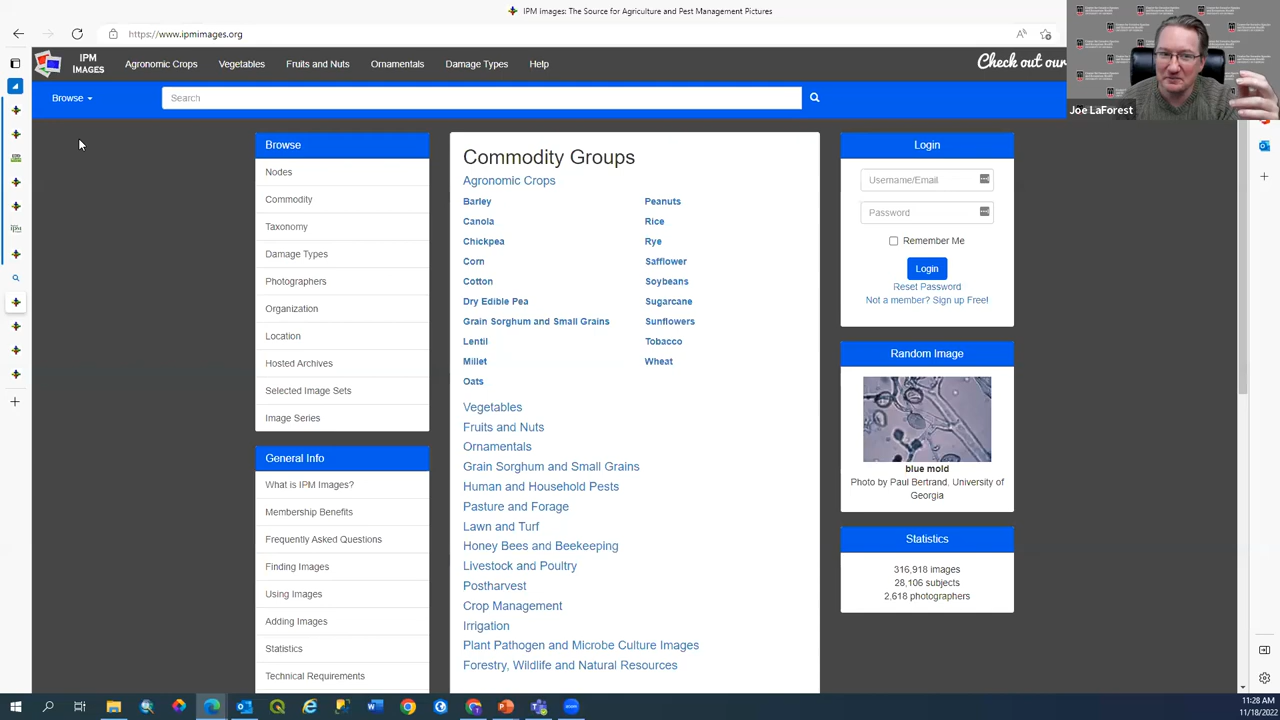 IPM images: The Source for Agriculture and Pest Management Pictures
https://www.ipmimages.org
IPM
IMAGES
Agronomic Crops
Vegetables
Fruits and Nuts
Ornamentals
Damage Types
Help
Check out our
Joe LaForest
Browse
Search
Browse
Nodes
Commodity
Taxonomy
Damage Types
Photographers
Organization
Location
Hosted Archives
Selected Image Sets
Image Series
General Info
What is IPM Images?
Membership Benefits
Frequently Asked Questions
Finding Images
Using Images
Adding Images
Statistics
Technical Requirements
Commodity Groups
Agronomic Crops
Barley
Canola
Chickpea
Corn
Cotton
Dry Edible Pea
Grain Sorghum and Small Grains
Lentil
Millet
Oats
Peanuts
Rice
Rye
Safflower
Soybeans
Sugarcane
Sunflowers
Tobacco
Wheat
Vegetables
Fruits and Nuts
Ornamentals
Grain Sorghum and Small Grains
Human and Household Pests
Pasture and Forage
Lawn and Turf
Honey Bees and Beekeeping
Livestock and Poultry
Postharvest
Crop Management
Irrigation
Plant Pathogen and Microbe Culture Images
Forestry, Wildlife and Natural Resources
Login
Username/Email
Password
Remember Me
Login
Reset Password
Not a member? Sign up Free!
Random Image
blue mold
Photo by Paul Bertrand, University of
Georgia
Statistics
316,918 images
28,106 subjects
2,618 photographers
11:28 AM
11/18/2022